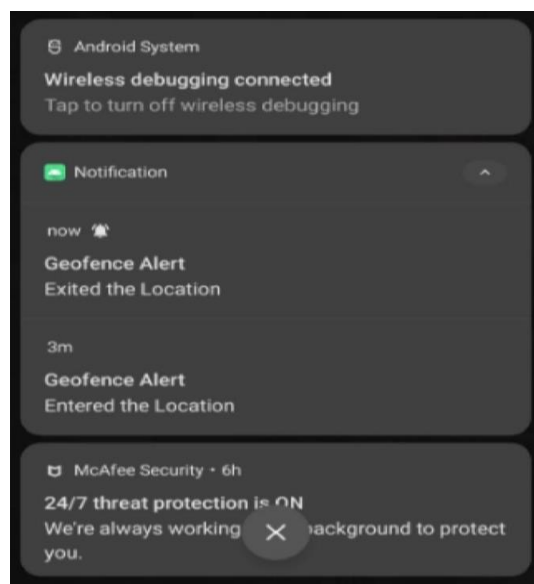 Android System
Wireless debugging connected
Tap to turn off wireless debugging
Notification
now
Geofence Alert
Exited the Location
3m
Geofence Alert
Entered the Location
McAfee Security • 6h
24/7 threat protection is ON
We're always working ackground to protect
you.